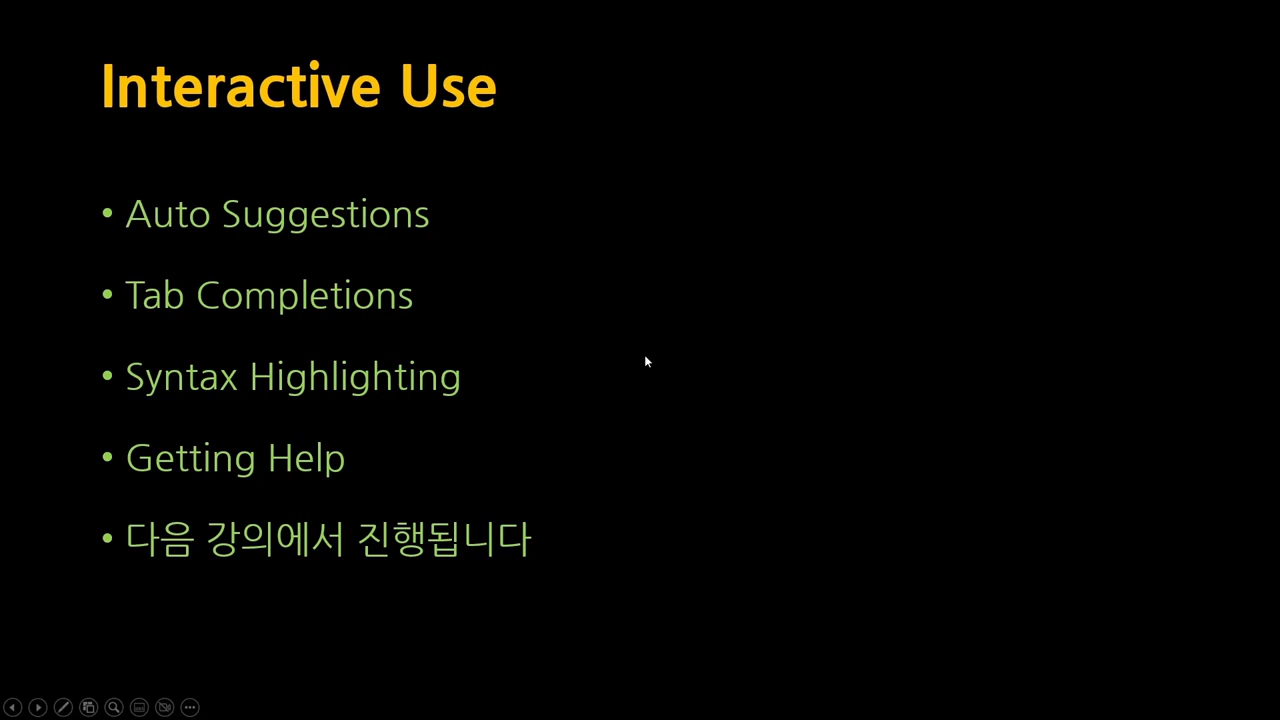 Interactive Use
• Auto Suggestions
• Tab Completions
• Syntax Highlighting
• Getting Help
• 다음 강의에서 진행됩니다